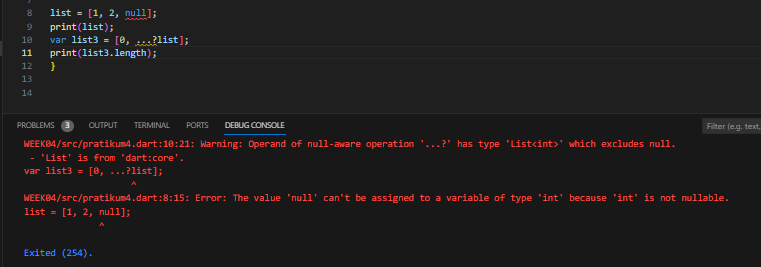 7
8 list = [1, 2, null];
9 print(list);
10 var list3 = [0, ...?list];
11 print(list3.length);
12 }
13
14
PROBLEMS 3 OUTPUT TERMINAL PORTS DEBUG CONSOLE Filter (e.g. text,
WEEK04/src/pratikum4.dart:10:21: Warning: Operand of null-aware operation '...?' has type 'List<int>' which excludes null.
- 'List' is from 'dart:core'.
var list3 = [0, ...?list];
^
WEEK04/src/pratikum4.dart:8:15: Error: The value 'null' can't be assigned to a variable of type 'int' because 'int' is not nullable.
list = [1, 2, null];
^
Exited (254).